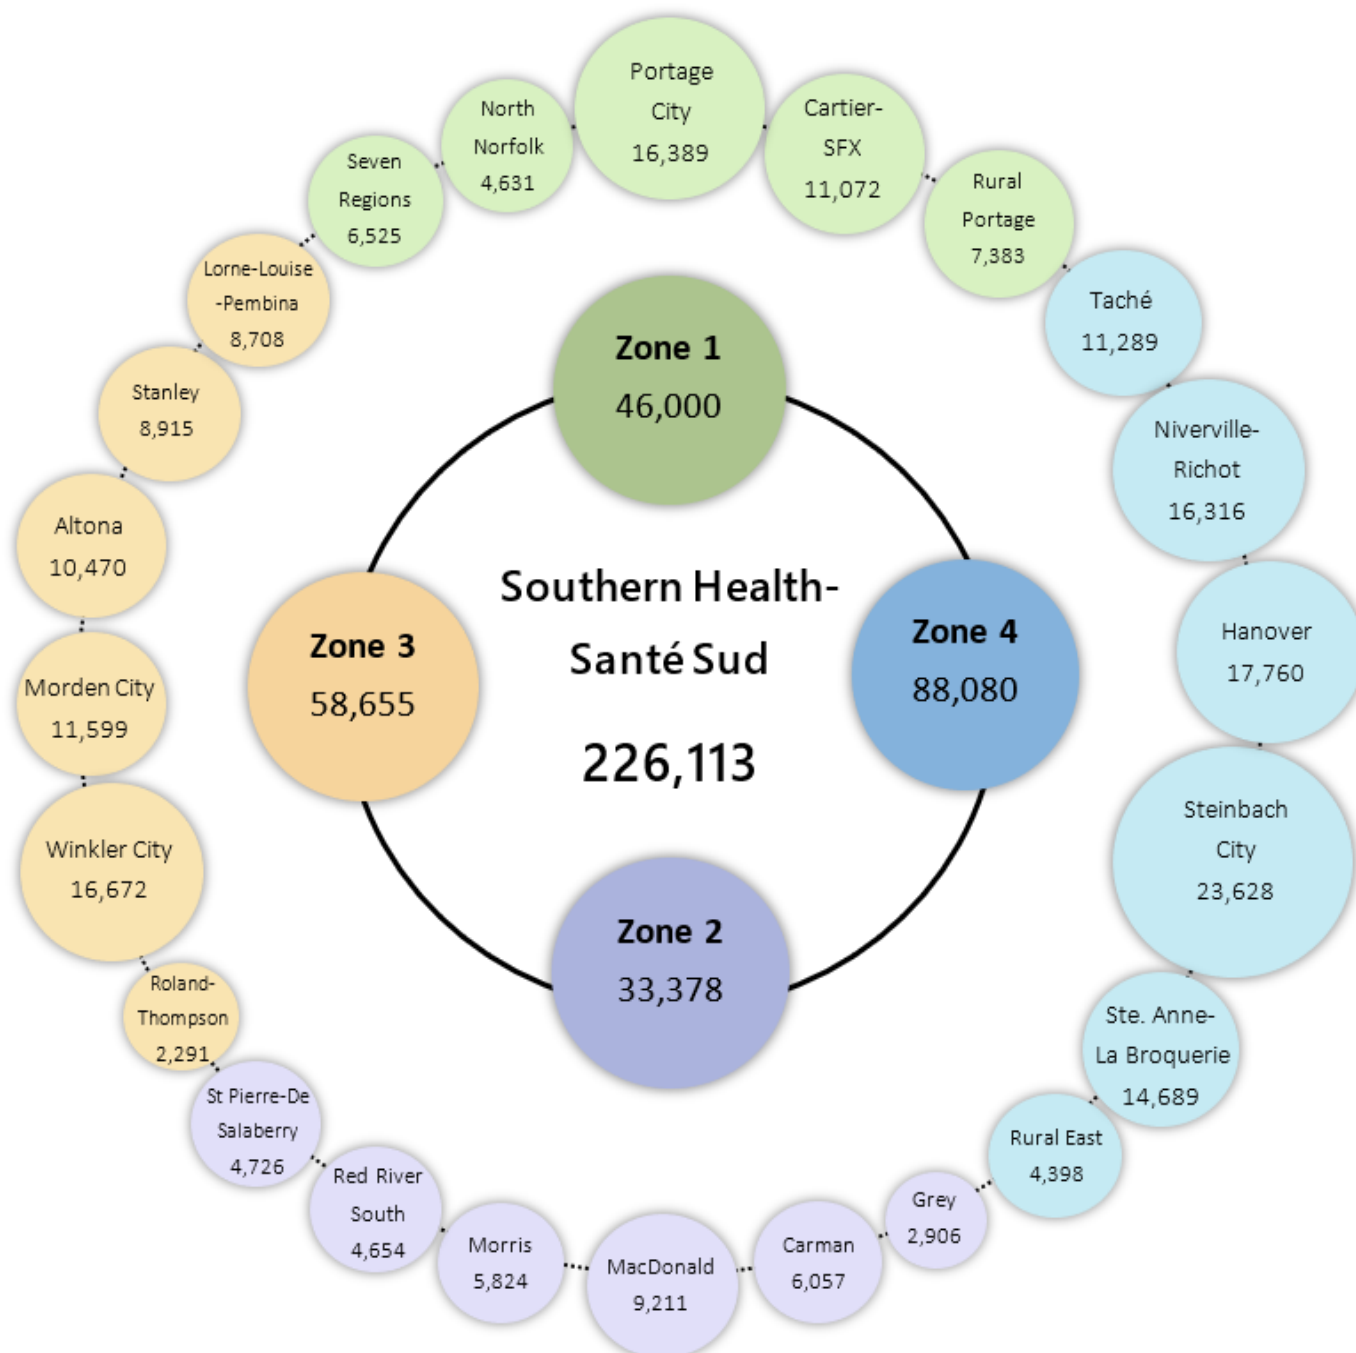 Portage
City
16,389
Cartier-
SFX
11,072
Rural
Portage
7,383
Taché
11,289
Niverville-
Richot
16,316
Hanover
17,760
Steinbach
City
23,628
Ste. Anne-
La Broquerie
14,689
Rural East
4,398
Grey
2,906
Carman
6,057
MacDonald
9,211
Morris
5,824
Red River
South
4,654
St Pierre-De
Salaberry
4,726
Roland-
Thompson
2,291
Winkler City
16,672
Morden City
11,599
Altona
10,470
Stanley
8,915
Lorne-Louise
-Pembina
8,708
Seven
Regions
6,525
North
Norfolk
4,631
Zone 1
46,000
Zone 4
88,080
Zone 2
33,378
Zone 3
58,655
Southern Health-
Santé Sud
226,113